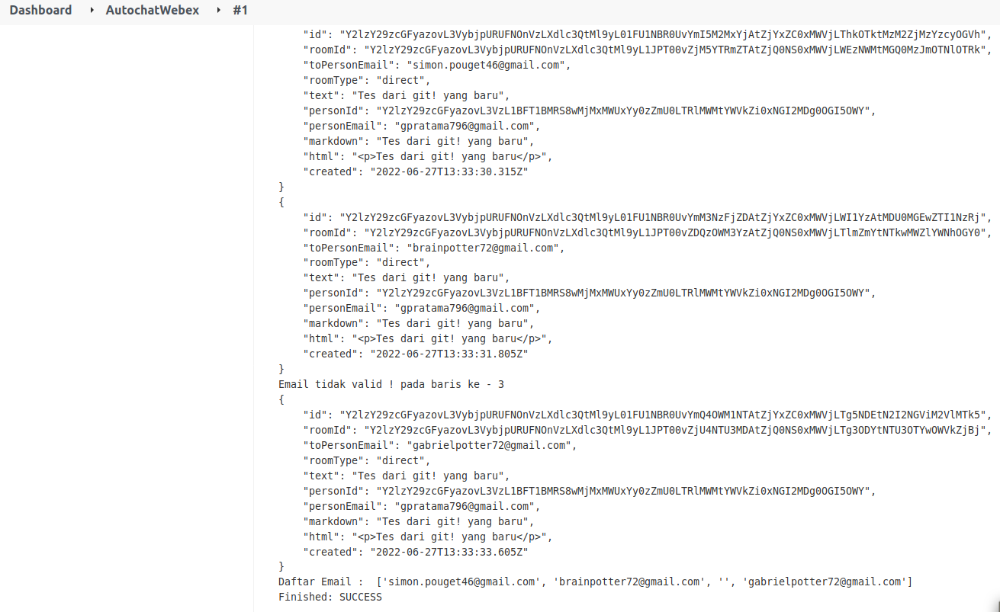 Dashboard ▸ AutochatWebex ▸ #1
"id": "Y2lzY29zcGFyazovL3VybjpURUFNOnVzLXdlc3QtMl9yL01FU1NBR0UvYmI5M2MxYjAtZjYxZC0xMWVjLThkOTktMzM2ZjMzYzcyOGVh",
"roomId": "Y2lzY29zcGFyazovL3VybjpURUFNOnVzLXdlc3QtMl9yL1JPT00vZjM5YTRmZTAtZjQ0NS0xMWVjLWEzNWMtMGQ0MzJmOTNlOTRk",
"toPersonEmail": "simon.pouget46@gmail.com",
"roomType": "direct",
"text": "Tes dari git! yang baru",
"personId": "Y2lzY29zcGFyazovL3VzL1BFT1BMRS8wMjMxMWUxYy0zZmU0LTRlMWMtYWVkZi0xNGI2MDg0OGI5OWY",
"personEmail": "gpratama796@gmail.com",
"markdown": "Tes dari git! yang baru",
"html": "<p>Tes dari git! yang baru</p>",
"created": "2022-06-27T13:33:30.315Z"
}
{
"id": "Y2lzY29zcGFyazovL3VybjpURUFNOnVzLXdlc3QtMl9yL01FU1NBR0UvYmM3NzFjZDAtZjYxZC0xMWVjLWI1YzAtMDU0MGEwZTI1NzRj",
"roomId": "Y2lzY29zcGFyazovL3VybjpURUFNOnVzLXdlc3QtMl9yL1JPT00vZDQzOWM3YzAtZjQ0NS0xMWVjLTlmZmYtNTkwMWZlYWNhOGY0",
"toPersonEmail": "brainpotter72@gmail.com",
"roomType": "direct",
"text": "Tes dari git! yang baru",
"personId": "Y2lzY29zcGFyazovL3VzL1BFT1BMRS8wMjMxMWUxYy0zZmU0LTRlMWMtYWVkZi0xNGI2MDg0OGI5OWY",
"personEmail": "gpratama796@gmail.com",
"markdown": "Tes dari git! yang baru",
"html": "<p>Tes dari git! yang baru</p>",
"created": "2022-06-27T13:33:31.805Z"
}
Email tidak valid ! pada baris ke - 3
{
"id": "Y2lzY29zcGFyazovL3VybjpURUFNOnVzLXdlc3QtMl9yL01FU1NBR0UvYmQ4OWM1NTAtZjYxZC0xMWVjLTg5NDEtN2I2NGViM2VlMTk5",
"roomId": "Y2lzY29zcGFyazovL3VybjpURUFNOnVzLXdlc3QtMl9yL1JPT00vZjU4NTU3MDAtZjQ0NS0xMWVjLTg3ODYtNTU3OTYwOWVkZjBj",
"toPersonEmail": "gabrielpotter72@gmail.com",
"roomType": "direct",
"text": "Tes dari git! yang baru",
"personId": "Y2lzY29zcGFyazovL3VzL1BFT1BMRS8wMjMxMWUxYy0zZmU0LTRlMWMtYWVkZi0xNGI2MDg0OGI5OWY",
"personEmail": "gpratama796@gmail.com",
"markdown": "Tes dari git! yang baru",
"html": "<p>Tes dari git! yang baru</p>",
"created": "2022-06-27T13:33:33.605Z"
}
Daftar Email :  ['simon.pouget46@gmail.com', 'brainpotter72@gmail.com', '', 'gabrielpotter72@gmail.com']
Finished: SUCCESS